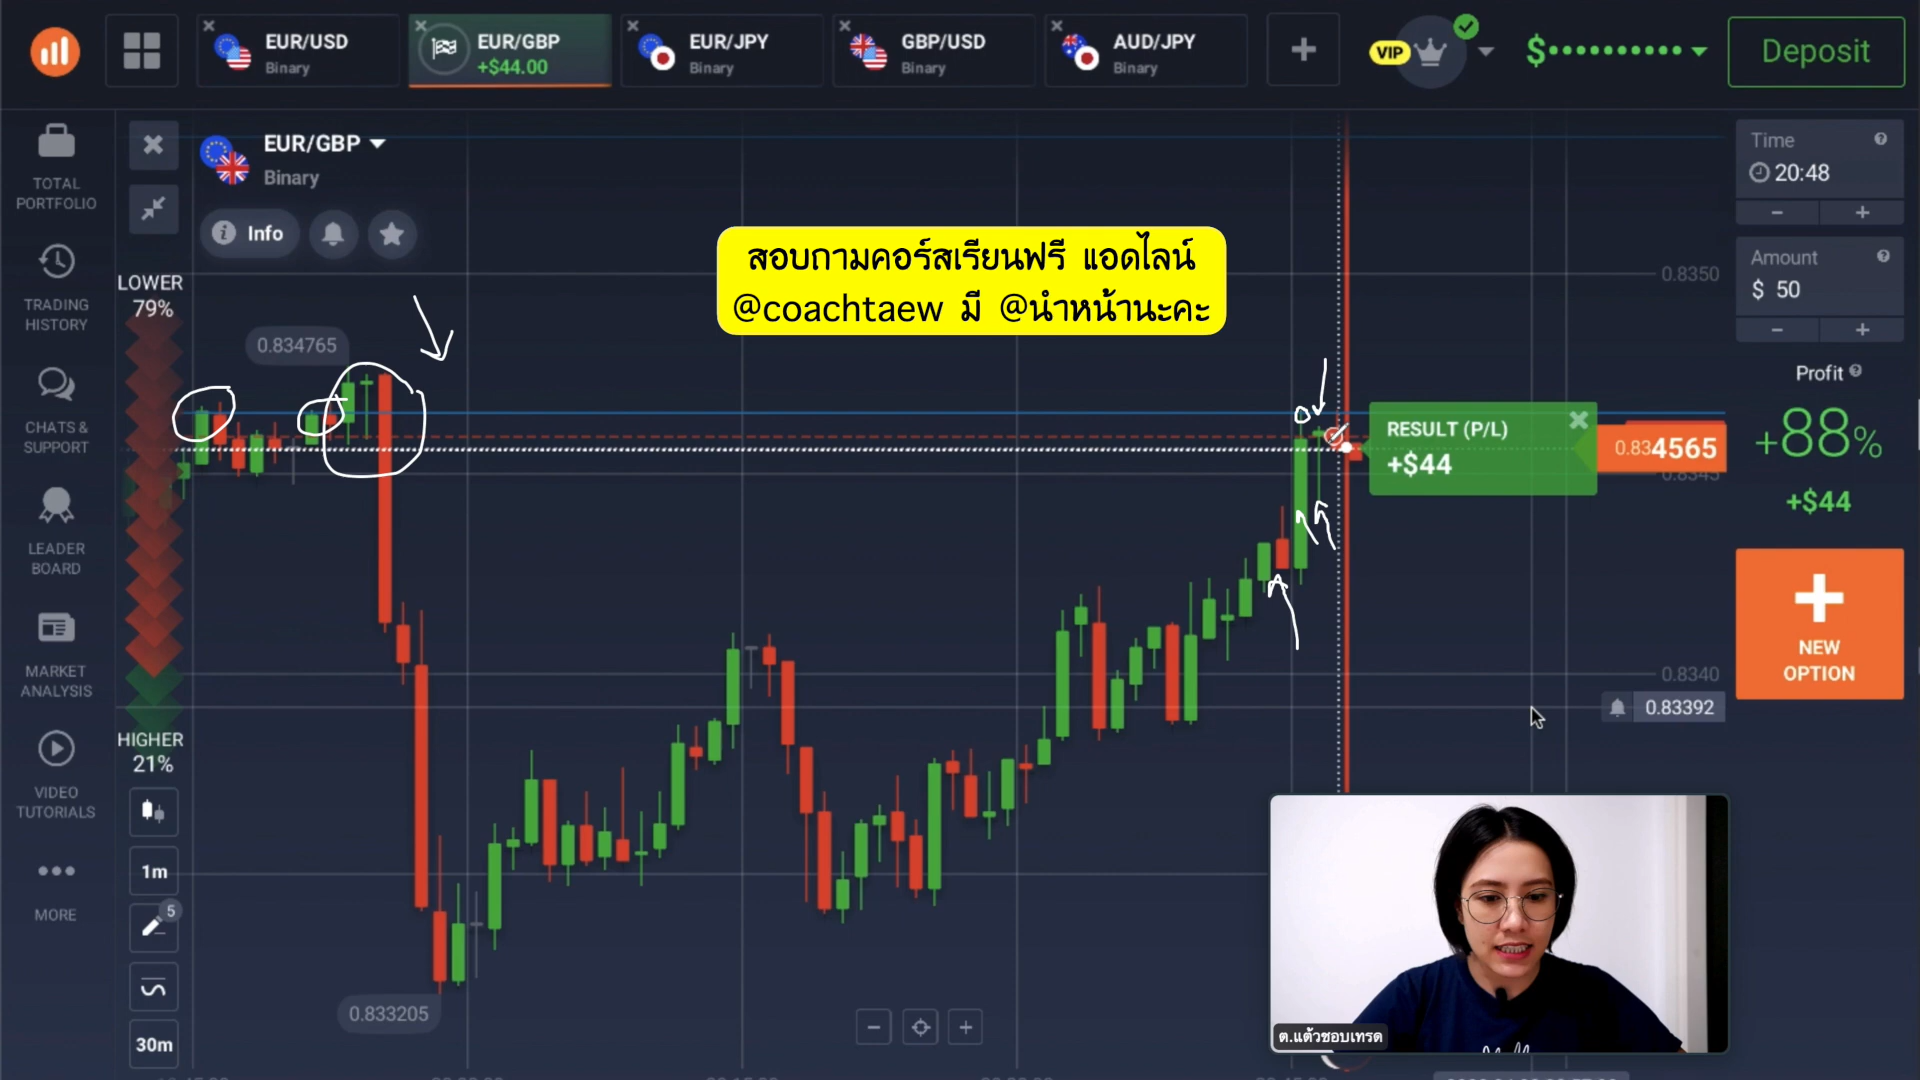 EUR/USD
Binary
EUR/GBP
+$44.00
EUR/JPY
Binary
GBP/USD
Binary
AUD/JPY
Binary
VIP
Deposit
TOTAL
PORTFOLIO
TRADING
HISTORY
CHATS &
SUPPORT
LEADER
BOARD
MARKET
ANALYSIS
VIDEO
TUTORIALS
MORE
EUR/GBP
Binary
Info
LOWER
79%
HIGHER
21%
1m
5
30m
0.834765
0.833205
สอบถามคอร์สเรียนฟรี แอดไลน์
@coachtaew มี @นำหน้านะคะ
RESULT (P/L)
+$44
0.8350
0.834565
0.8345
0.8340
0.83392
Time
20:48
Amount
$ 50
Profit
+88%
+$44
NEW
OPTION
ต.แต้วชอบเทรด